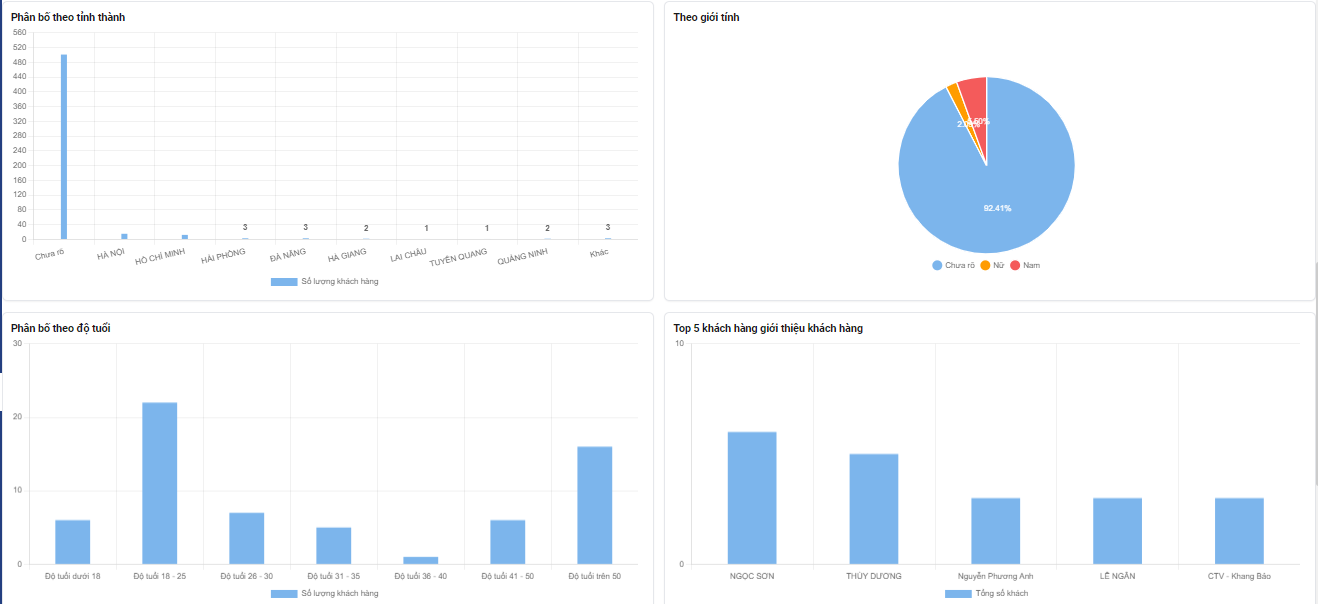 Phân bố theo tỉnh thành
560
520
480
440
400
360
320
280
240
200
160
120
80
40
0
3
3
2
1
1
2
3
Chưa rõ
HÀ NỘI
HỒ CHÍ MINH
HẢI PHÒNG
ĐÀ NẴNG
HÀ GIANG
LAI CHÂU
TUYÊN QUANG
QUẢNG NINH
Khác
Số lượng khách hàng
Theo giới tính
92.41%
Chưa rõ
Nữ
Nam
Phân bố theo độ tuổi
30
20
10
0
Độ tuổi dưới 18
Độ tuổi 18 - 25
Độ tuổi 26 - 30
Độ tuổi 31 - 35
Độ tuổi 36 - 40
Độ tuổi 41 - 50
Độ tuổi trên 50
Số lượng khách hàng
Top 5 khách hàng giới thiệu khách hàng
10
5
0
NGỌC SƠN
THÙY DƯƠNG
Nguyễn Phương Anh
LÊ NGÂN
CTV - Khang Bảo
Tổng số khách